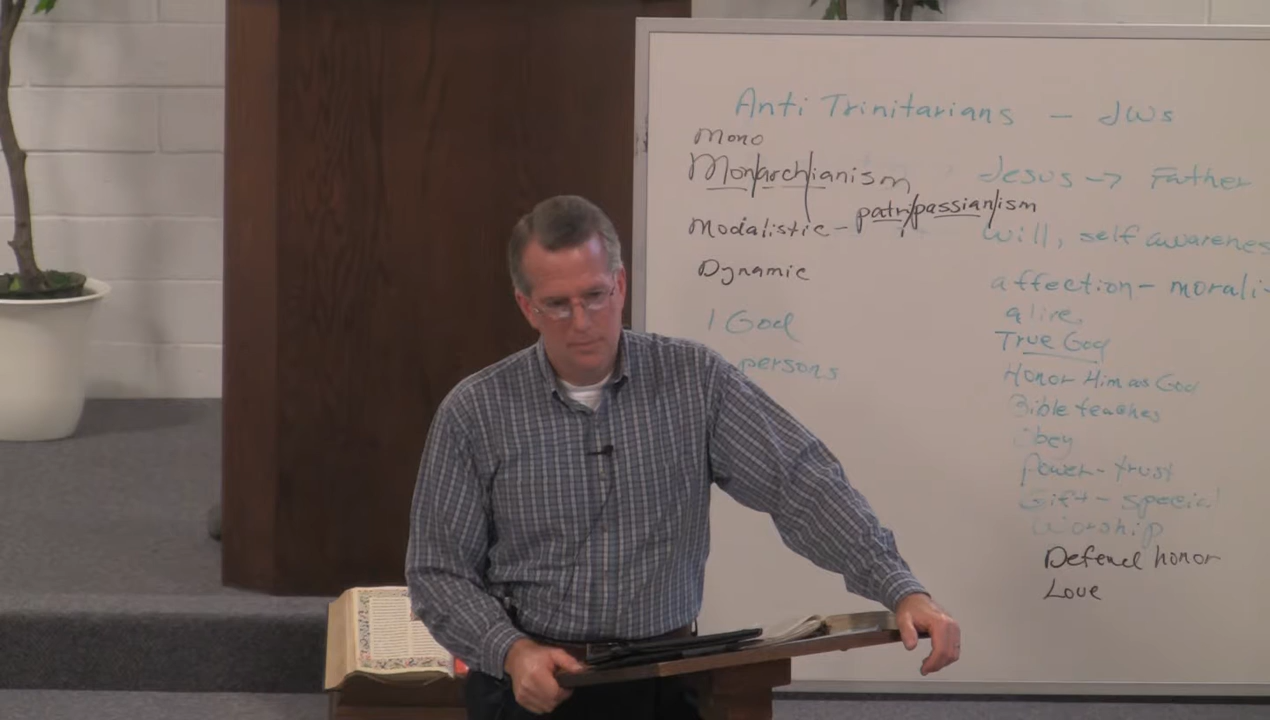 Anti Trinitarians - JWs
Mono
Monarchianism
Modalistic - patripassianism
Dynamic
1 God
persons
Jesus -> Father
will, self awarenes
affection - morali
alive
True God
Honor Him as God
Bible teaches
obey
power - trust
Gift - special
worship
Defend honor
Love